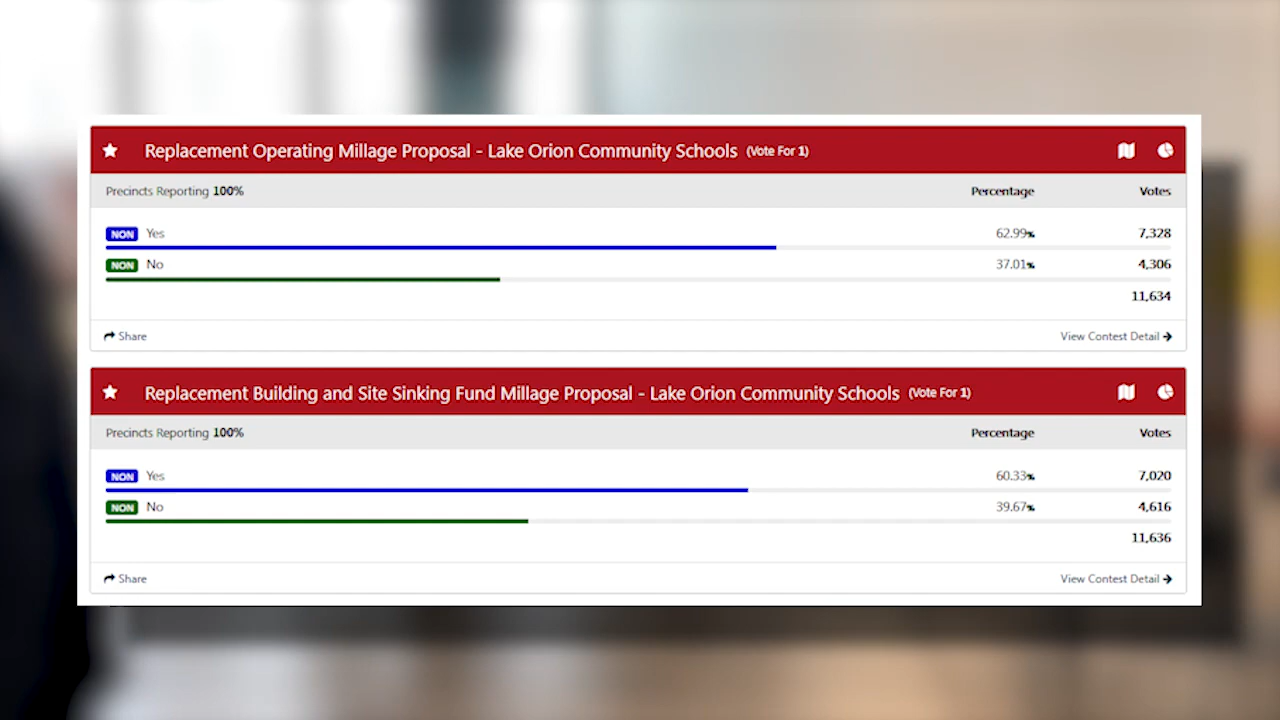 Replacement Operating Millage Proposal - Lake Orion Community Schools (Vote For 1)
Precincts Reporting 100% Percentage Votes
NON Yes 62.99% 7,328
NON No 37.01% 4,306
11,634
Share View Contest Detail
Replacement Building and Site Sinking Fund Millage Proposal - Lake Orion Community Schools (Vote For 1)
Precincts Reporting 100% Percentage Votes
NON Yes 60.33% 7,020
NON No 39.67% 4,616
11,636
Share View Contest Detail